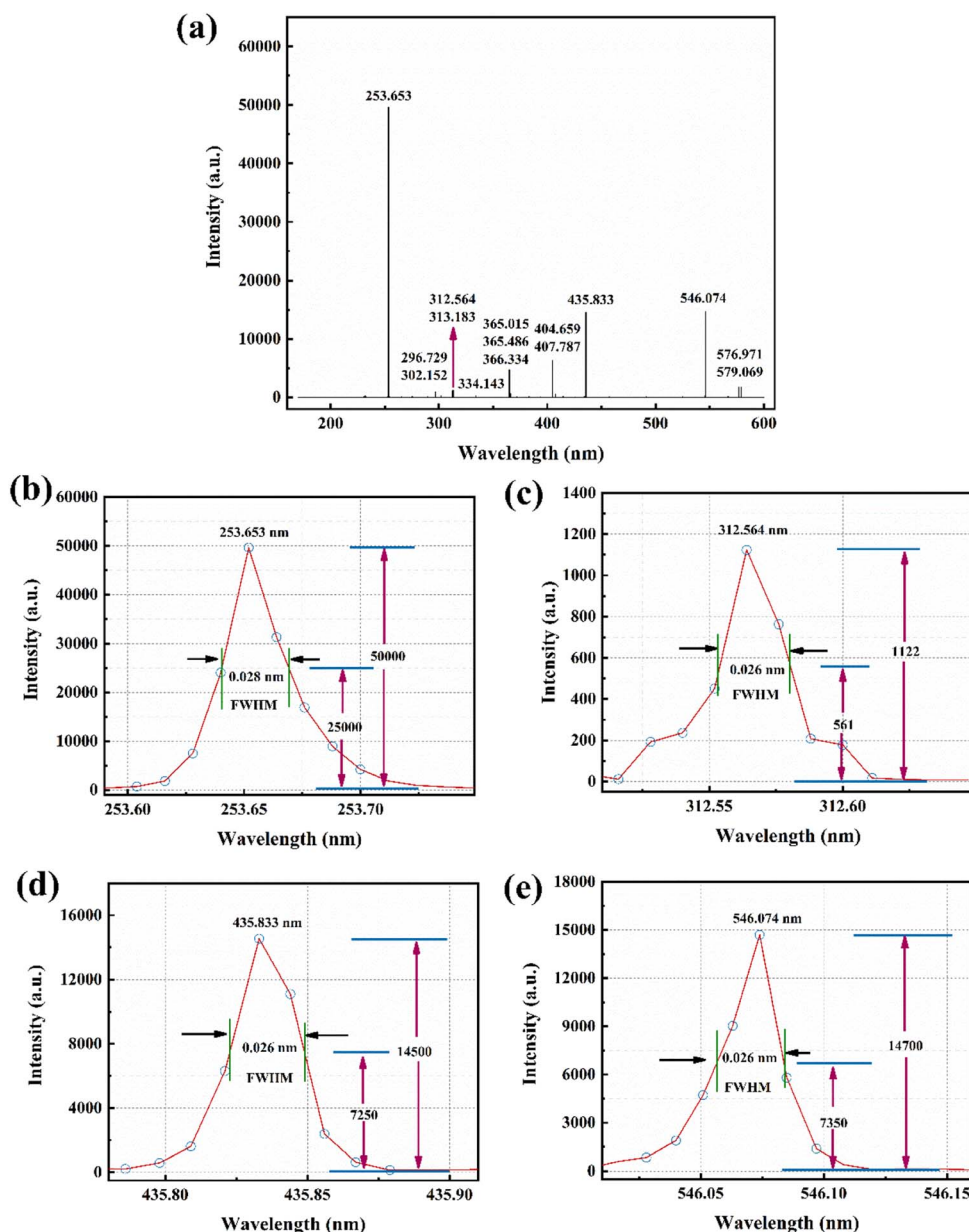 (a)
60000
50000
40000
30000
20000
10000
0
Intensity (a.u.)
253.653
312.564
313.183
296.729
302.152
334.143
365.015
365.486
366.334
404.659
407.787
435.833
546.074
576.971
579.069
200
300
400
500
600
Wavelength (nm)
(b)
60000
50000
40000
30000
20000
10000
0
Intensity (a.u.)
253.653 nm
0.028 nm
FWHM
50000
25000
253.60
253.65
253.70
Wavelength (nm)
(c)
1400
1200
1000
800
600
400
200
0
Intensity (a.u.)
312.564 nm
0.026 nm
FWHM
1122
561
312.55
312.60
Wavelength (nm)
(d)
16000
12000
8000
4000
0
Intensity (a.u.)
435.833 nm
0.026 nm
FWHM
14500
7250
435.80
435.85
435.90
Wavelength (nm)
(e)
18000
15000
12000
9000
6000
3000
0
Intensity (a.u.)
546.074 nm
0.026 nm
FWHM
14700
7350
546.05
546.10
546.15
Wavelength (nm)